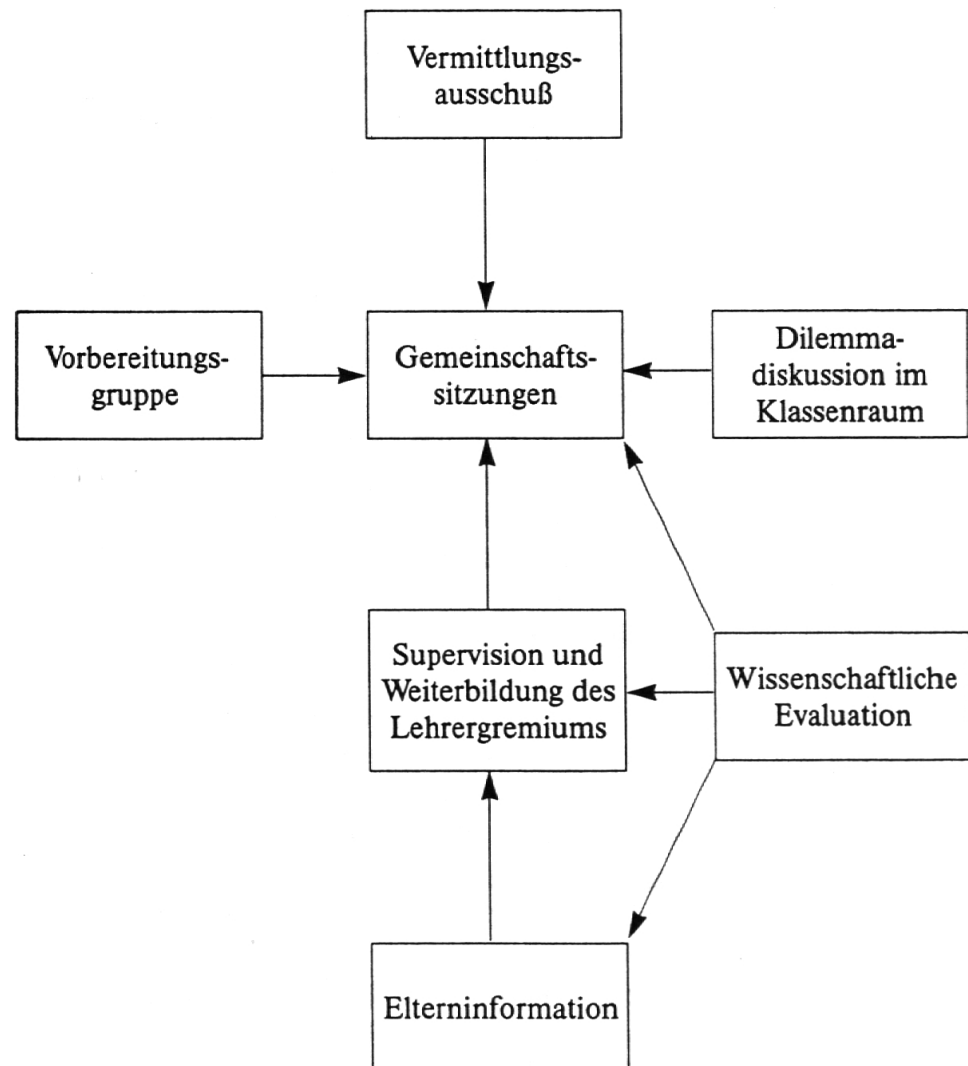 Vermittlungs-
ausschuß
Vorbereitungs-
gruppe
Gemeinschafts-
sitzungen
Dilemma-
diskussion im
Klassenraum
Supervision und
Weiterbildung des
Lehrergremiums
Wissenschaftliche
Evaluation
Elterninformation